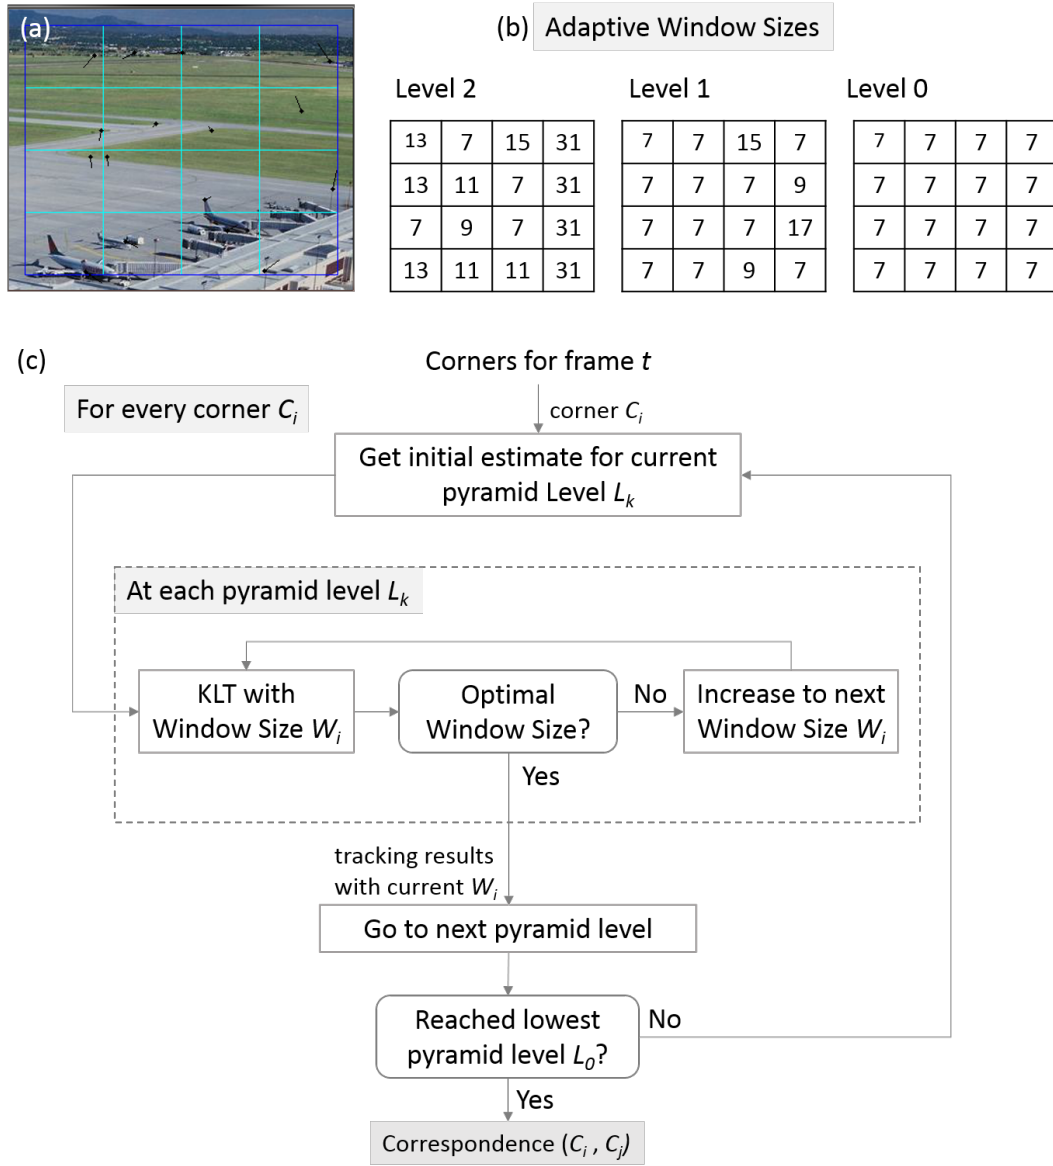 (a)
(b) Adaptive Window Sizes
Level 2 Level 1 Level 0
13 7 15 31 7 7 15 7 7 7 7 7
13 11 7 31 7 7 7 9 7 7 7 7
7 9 7 31 7 7 7 17 7 7 7 7
13 11 11 31 7 7 9 7 7 7 7 7
(c)
Corners for frame t
For every corner Ci
corner Ci
Get initial estimate for current
pyramid Level Lk
At each pyramid level Lk
KLT with
Window Size Wi
Optimal
Window Size?
No
Increase to next
Window Size Wi
Yes
tracking results
with current Wi
Go to next pyramid level
Reached lowest
pyramid level L0?
No
Yes
Correspondence (Ci , Cj)